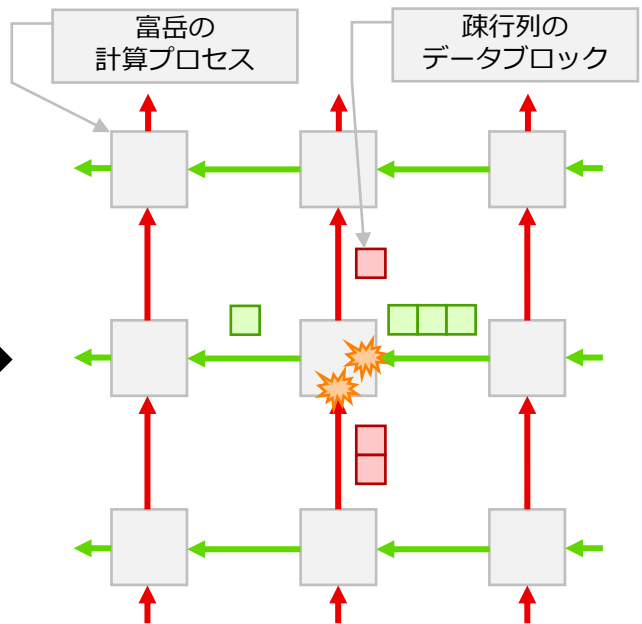 富岳の
計算プロセス
疎行列の
データブロック